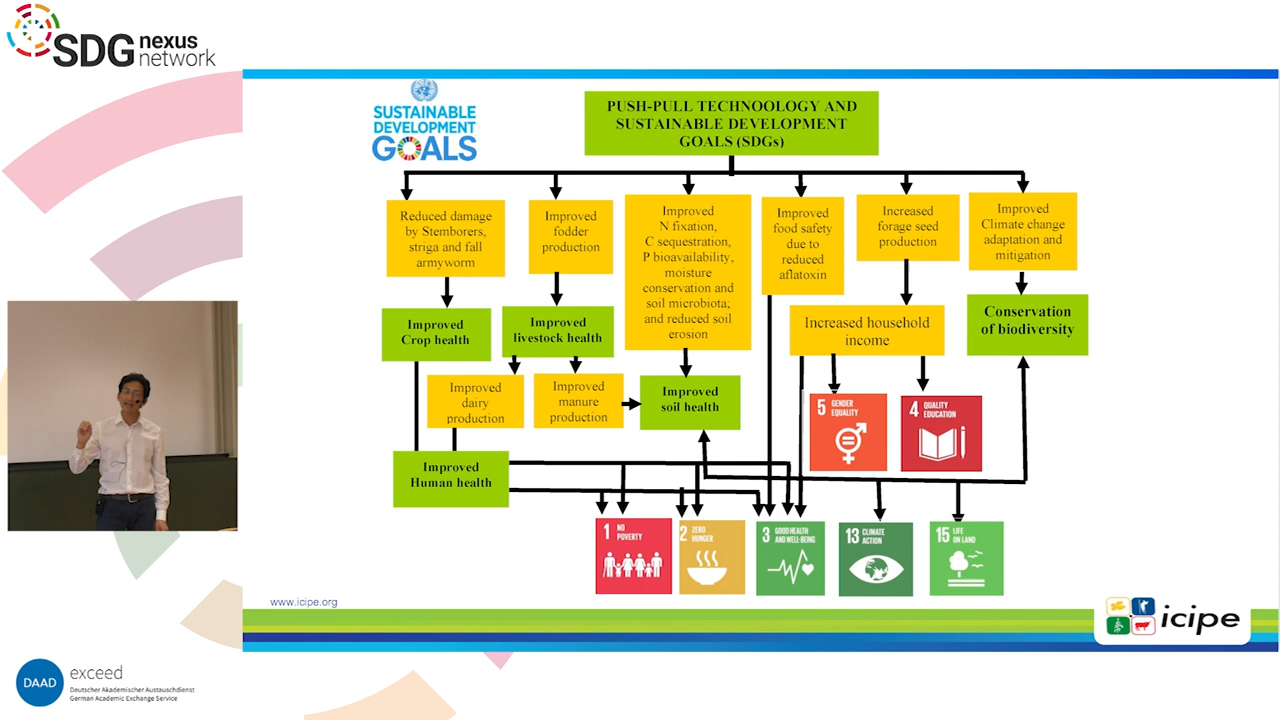 SDG nexus
network
SUSTAINABLE
DEVELOPMENT
GOALS
PUSH-PULL TECHNOOLOGY AND
SUSTAINABLE DEVELOPMENT
GOALS (SDGs)
Reduced damage
by Stemborers,
striga and fall
armyworm
Improved
fodder
production
Improved
N fixation,
C sequestration,
P bioavailability,
moisture
conservation and
soil microbiota;
and reduced soil
erosion
Improved
food safety
due to
reduced
aflatoxin
Increased
forage seed
production
Improved
Climate change
adaptation and
mitigation
Improved
Crop health
Improved
livestock health
Increased household
income
Conservation
of biodiversity
Improved
dairy
production
Improved
manure
production
Improved
soil health
5 GENDER
EQUALITY
4 QUALITY
EDUCATION
Improved
Human health
1 NO
POVERTY
2 ZERO
HUNGER
3 GOOD HEALTH
AND WELL-BEING
13 CLIMATE
ACTION
15 LIFE
ON LAND
www.icipe.org
icipe
DAAD
exceed
Deutscher Akademischer Austauschdienst
German Academic Exchange Service